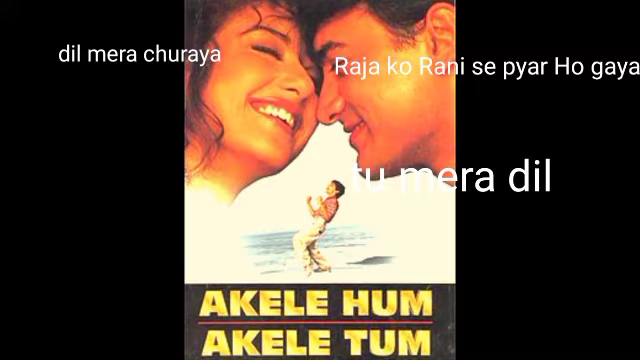 dil mera churaya
Raja ko Rani se pyar Ho gaya
tu mera dil
AKELE HUM
AKELE TUM